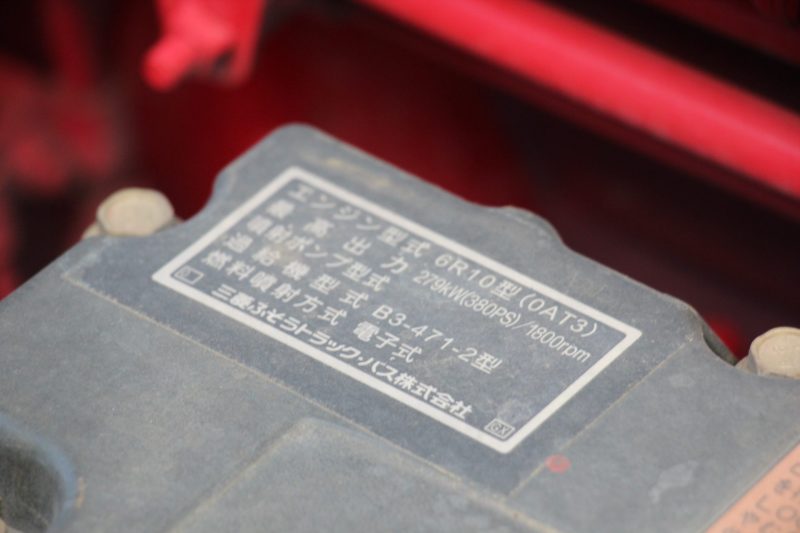 エンジン型式 6R10型(0AT3)
最高出力 279kW(380PS)/1800rpm
噴射ポンプ型式
過給機型式 B3-471-2型
燃料噴射方式 電子式
三菱ふそうトラック・バス株式会社
GX